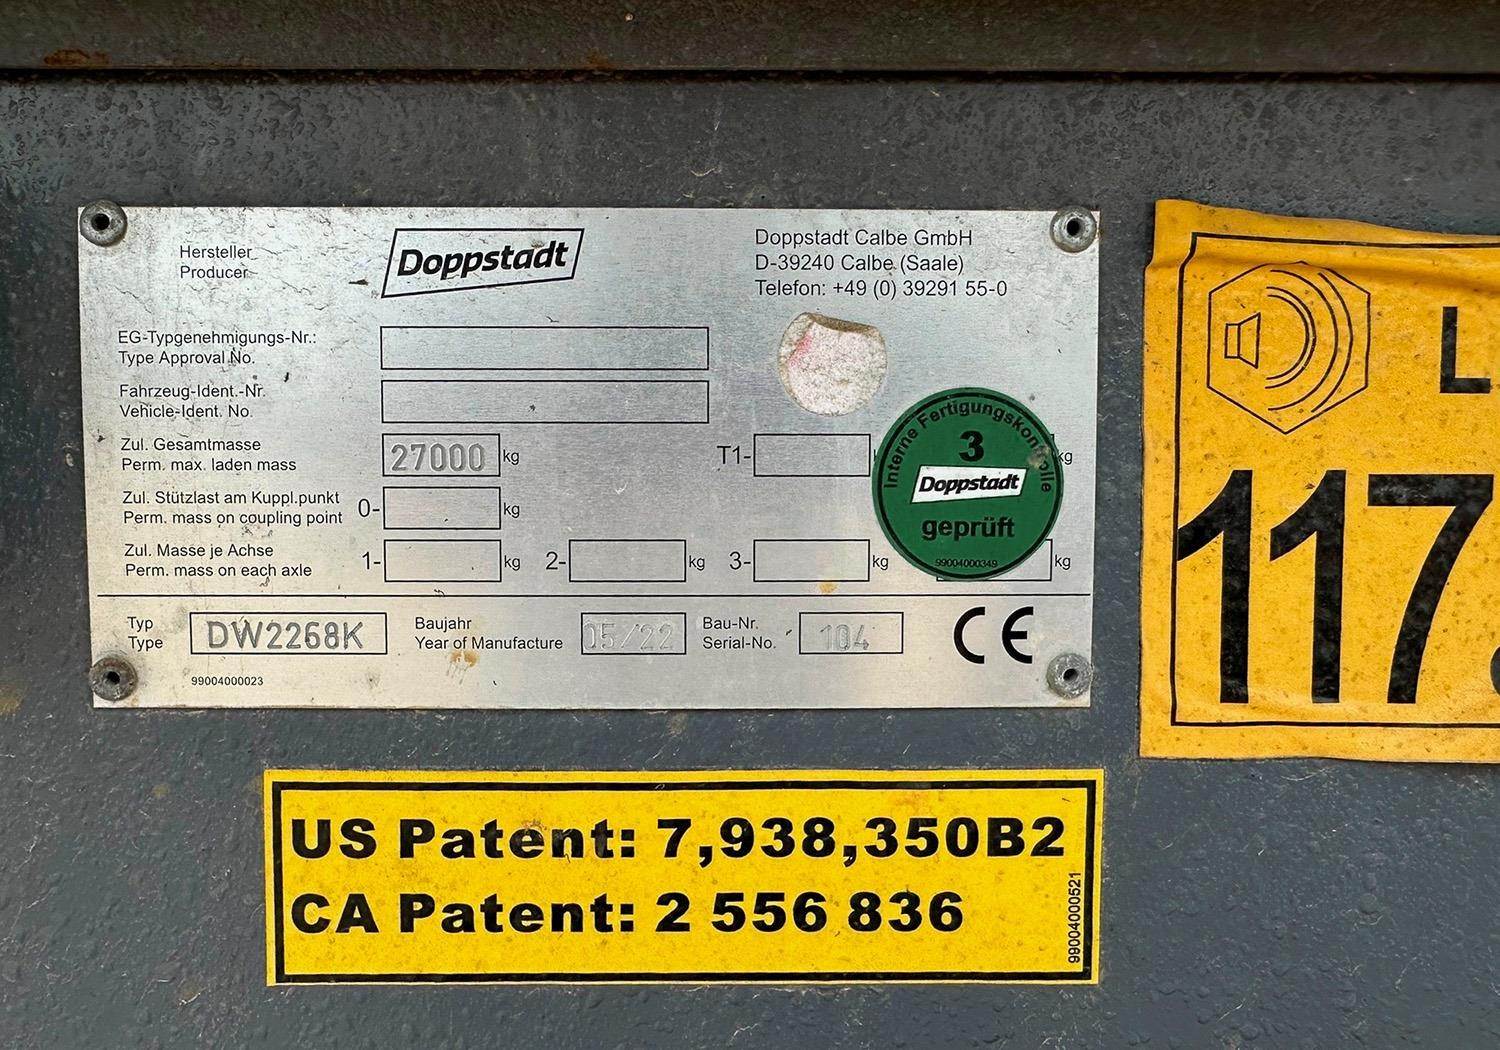 Hersteller
Producer
Doppstadt
Doppstadt Calbe GmbH
D-39240 Calbe (Saale)
Telefon: +49 (0) 39291 55-0
EG-Typgenehmigungs-Nr.:
Type Approval No.
Fahrzeug-Ident.-Nr.
Vehicle-Ident. No.
Zul. Gesamtmasse
Perm. max. laden mass
27000 kg
T1-
kg
Zul. Stützlast am Kuppl.punkt
Perm. mass on coupling point
0- kg
Zul. Masse je Achse
Perm. mass on each axle
1- kg 2- kg 3- kg kg
Interne Fertigungskontrolle
3
Doppstadt
geprüft
99004000349
Typ
Type
DW2268K
Baujahr
Year of Manufacture
05/22
Bau-Nr.
Serial-No.
104
CE
99004000023
L
117
US Patent: 7,938,350B2
CA Patent: 2 556 836
99004000521